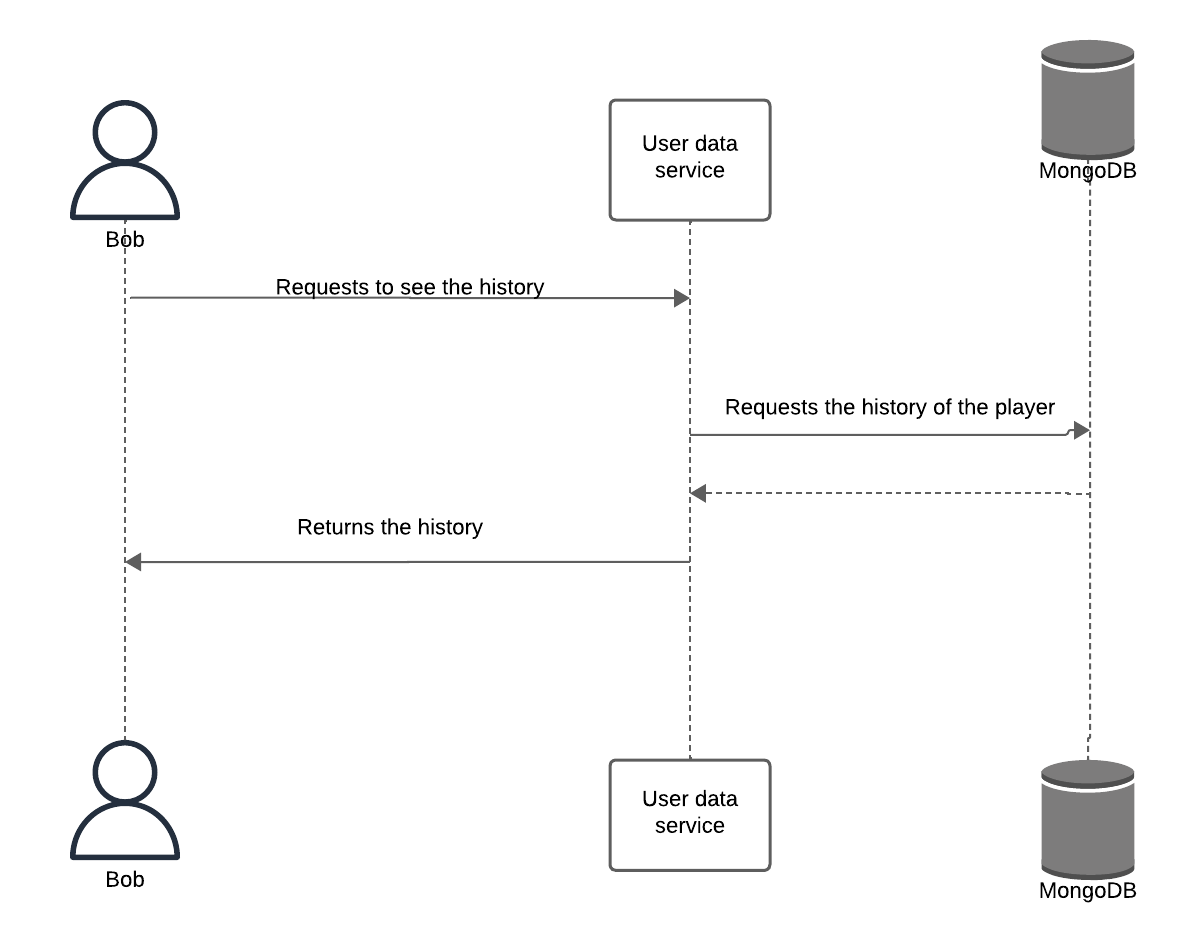 User data
service
MongoDB
Bob
Requests to see the history
Requests the history of the player
Returns the history
User data
service
Bob
MongoDB